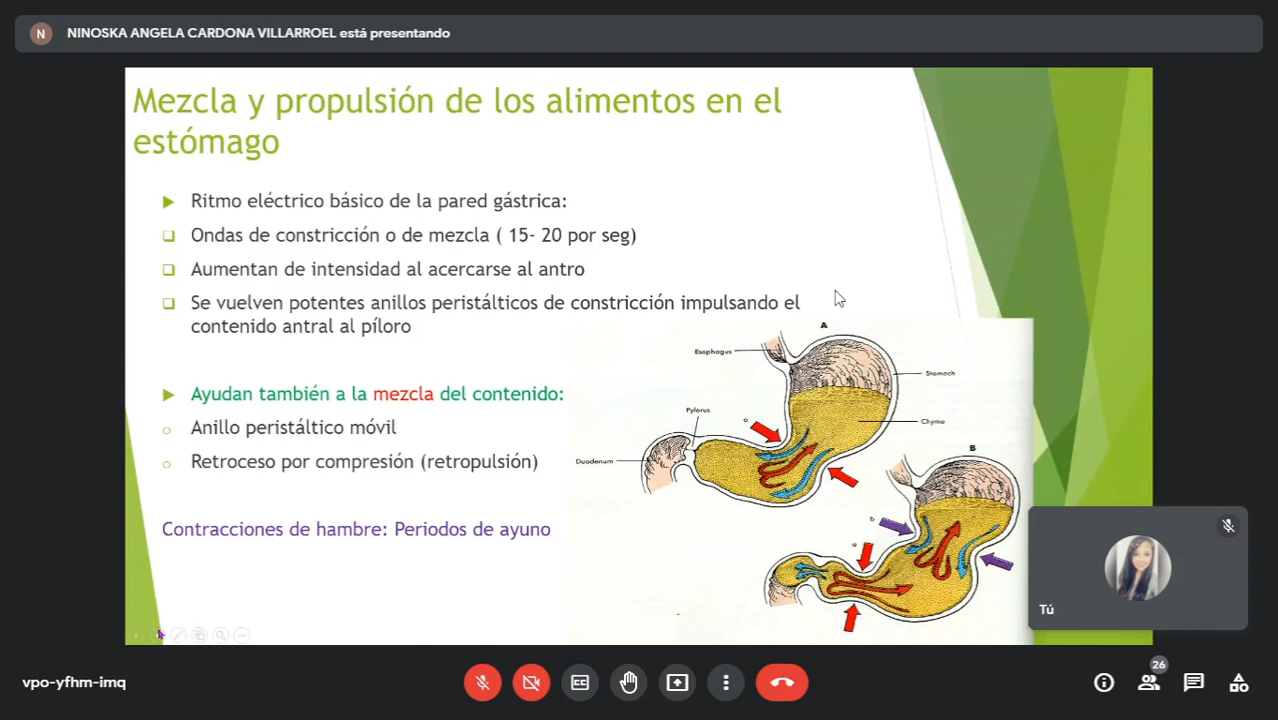 N NINOSKA ANGELA CARDONA VILLARROEL está presentando
Mezcla y propulsión de los alimentos en el
estómago
Ritmo eléctrico básico de la pared gástrica:
Ondas de constricción o de mezcla ( 15- 20 por seg)
Aumentan de intensidad al acercarse al antro
Se vuelven potentes anillos peristálticos de constricción impulsando el
contenido antral al píloro
Ayudan también a la mezcla del contenido:
Anillo peristáltico móvil
Retroceso por compresión (retropulsión)
Contracciones de hambre: Periodos de ayuno
A
Esophagus
Stomach
Pylorus
a
Chyme
Duodenum
B
b
a
Tú
vpo-yfhm-imq
CC
26